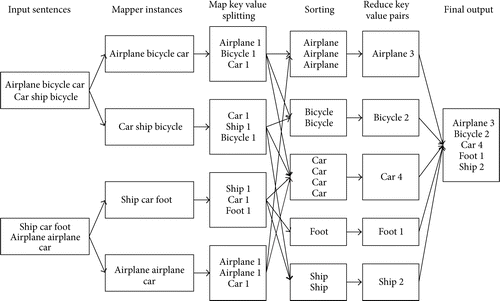 Input sentences
Mapper instances
Map key value
splitting
Sorting
Reduce key
value pairs
Final output
Airplane bicycle car
Car ship bicycle
Ship car foot
Airplane airplane
car
Airplane bicycle car
Car ship bicycle
Ship car foot
Airplane airplane
car
Airplane 1
Bicycle 1
Car 1
Car 1
Ship 1
Bicycle 1
Ship 1
Car 1
Foot 1
Airplane 1
Airplane 1
Car 1
Airplane
Airplane
Airplane
Bicycle
Bicycle
Car
Car
Car
Car
Foot
Ship
Ship
Airplane 3
Bicycle 2
Car 4
Foot 1
Ship 2
Airplane 3
Bicycle 2
Car 4
Foot 1
Ship 2